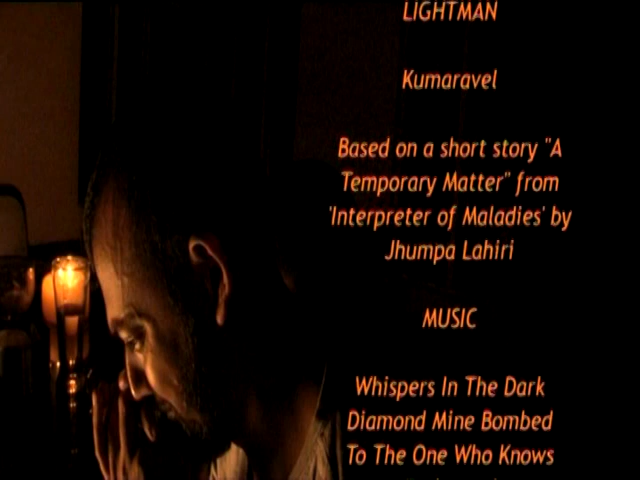 LIGHTMAN
Kumaravel
Based on a short story "A
Temporary Matter" from
'Interpreter of Maladies' by
Jhumpa Lahiri
MUSIC
Whispers In The Dark
Diamond Mine Bombed
To The One Who Knows